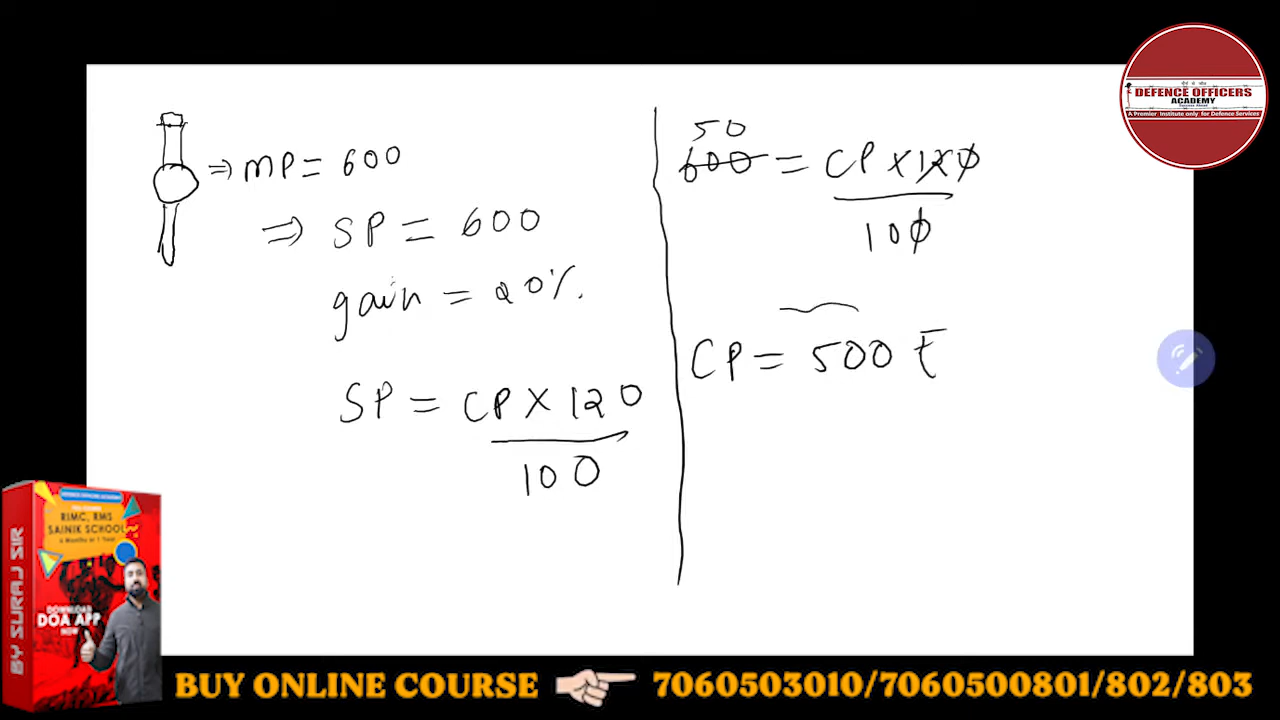 ⇒ MP = 600
⇒ SP = 600
gain = 20%.
SP = CP X 120
100
50
600 = CP X 120
100
CP = 500 ₹
DEFENCE OFFICERS
ACADEMY
A Premier Institute only for Defence Services
RIMC, RMS
SAINIK SCHOOL
BY SURAJ SIR
DOWNLOAD
DOA APP
NOW
BUY ONLINE COURSE 7060503010/7060500801/802/803